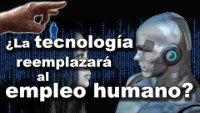 ¿La tecnología
reemplazará
al
empleo humano?